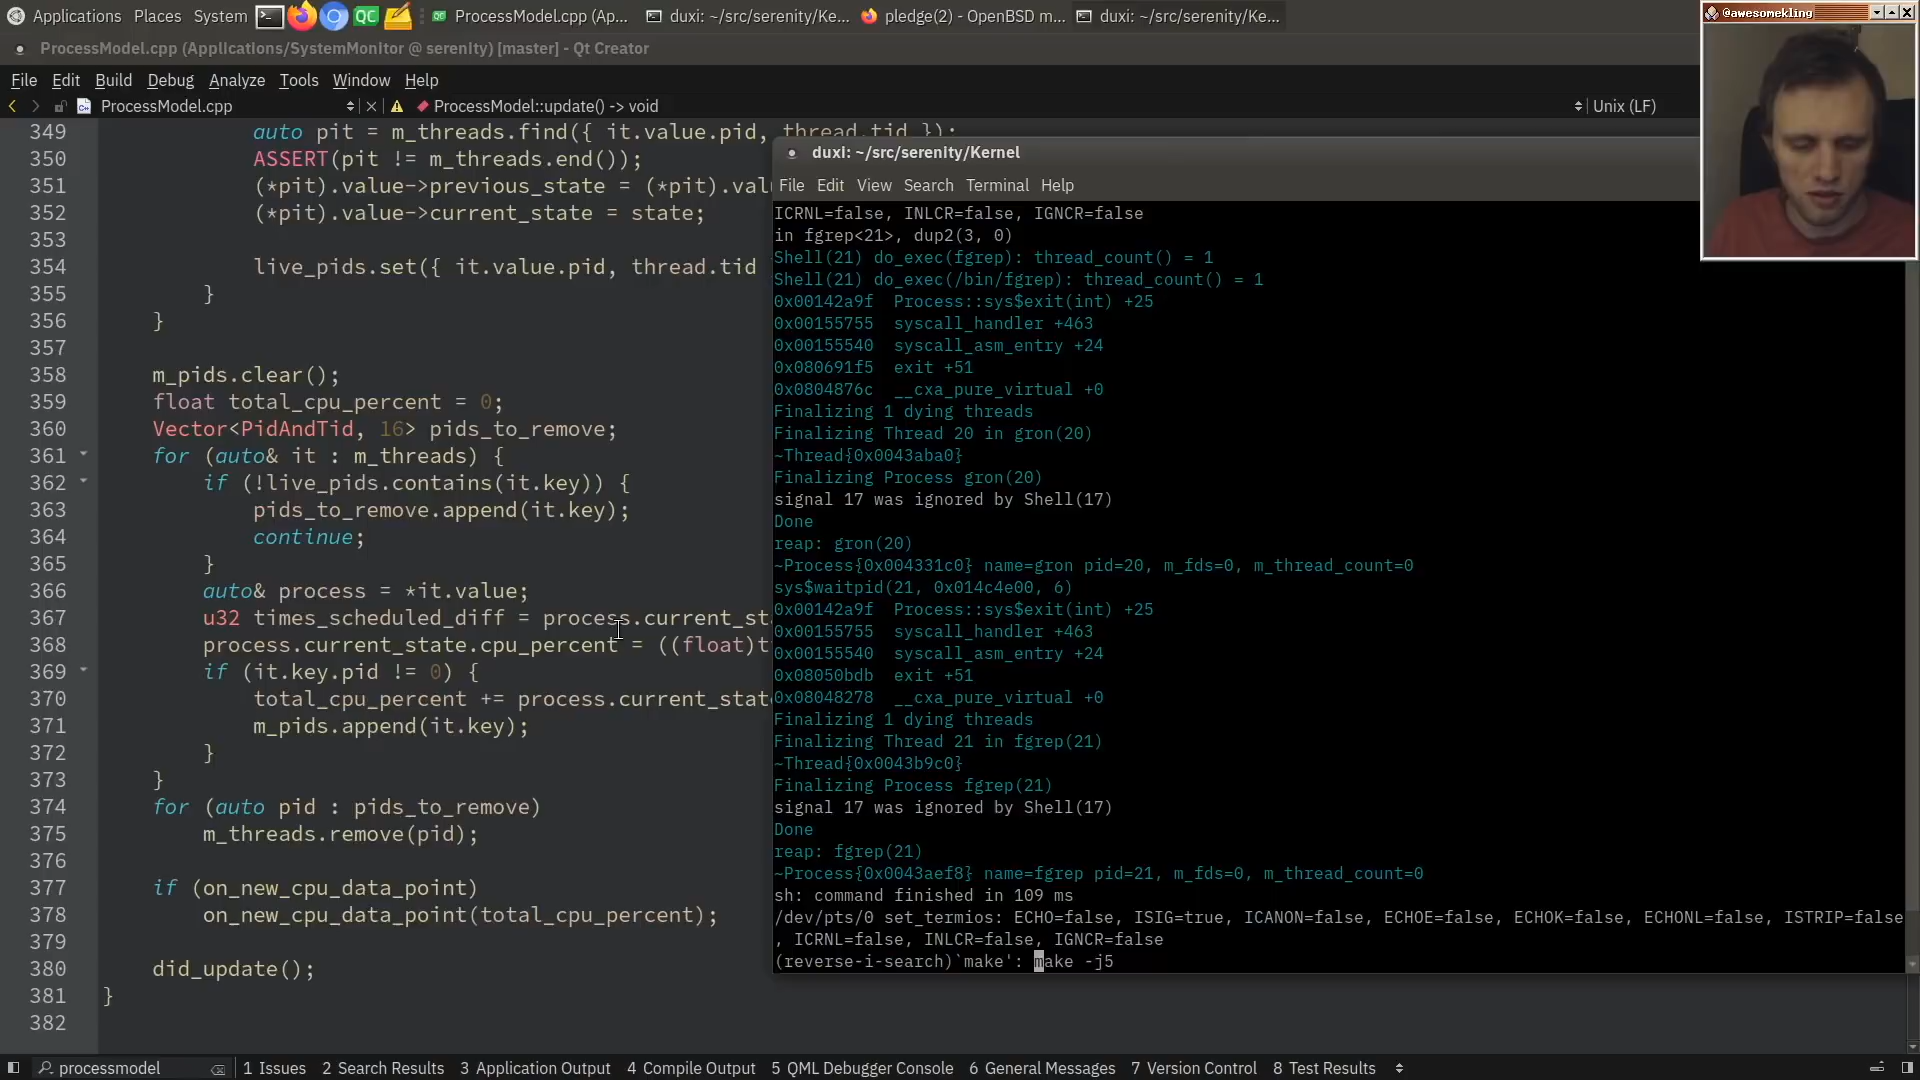 Applications Places System ProcessModel.cpp (Ap... duxi: ~/src/serenity/Ke... pledge(2) - OpenBSD m... duxi: ~/src/serenity/Ke...
@awesomekling
ProcessModel.cpp (Applications/SystemMonitor @ serenity) [master] - Qt Creator
File Edit Build Debug Analyze Tools Window Help
ProcessModel.cpp ProcessModel::update() -> void Unix (LF)
349 auto pit = m_threads.find({ it.value.pid, thread.tid });
350 ASSERT(pit != m_threads.end());
351 (*pit).value->previous_state = (*pit).val
352 (*pit).value->current_state = state;
353
354 live_pids.set({ it.value.pid, thread.tid
355 }
356 }
357
358 m_pids.clear();
359 float total_cpu_percent = 0;
360 Vector<PidAndTid, 16> pids_to_remove;
361 for (auto& it : m_threads) {
362 if (!live_pids.contains(it.key)) {
363 pids_to_remove.append(it.key);
364 continue;
365 }
366 auto& process = *it.value;
367 u32 times_scheduled_diff = process.current_st
368 process.current_state.cpu_percent = ((float)t
369 if (it.key.pid != 0) {
370 total_cpu_percent += process.current_stat
371 m_pids.append(it.key);
372 }
373 }
374 for (auto pid : pids_to_remove)
375 m_threads.remove(pid);
376
377 if (on_new_cpu_data_point)
378 on_new_cpu_data_point(total_cpu_percent);
379
380 did_update();
381 }
382
duxi: ~/src/serenity/Kernel
File Edit View Search Terminal Help
ICRNL=false, INLCR=false, IGNCR=false
in fgrep<21>, dup2(3, 0)
Shell(21) do_exec(fgrep): thread_count() = 1
Shell(21) do_exec(/bin/fgrep): thread_count() = 1
0x00142a9f Process::sys$exit(int) +25
0x00155755 syscall_handler +463
0x00155540 syscall_asm_entry +24
0x080691f5 exit +51
0x0804876c __cxa_pure_virtual +0
Finalizing 1 dying threads
Finalizing Thread 20 in gron(20)
~Thread{0x0043aba0}
Finalizing Process gron(20)
signal 17 was ignored by Shell(17)
Done
reap: gron(20)
~Process{0x004331c0} name=gron pid=20, m_fds=0, m_thread_count=0
sys$waitpid(21, 0x014c4e00, 6)
0x00142a9f Process::sys$exit(int) +25
0x00155755 syscall_handler +463
0x00155540 syscall_asm_entry +24
0x08050bdb exit +51
0x08048278 __cxa_pure_virtual +0
Finalizing 1 dying threads
Finalizing Thread 21 in fgrep(21)
~Thread{0x0043b9c0}
Finalizing Process fgrep(21)
signal 17 was ignored by Shell(17)
Done
reap: fgrep(21)
~Process{0x0043aef8} name=fgrep pid=21, m_fds=0, m_thread_count=0
sh: command finished in 109 ms
/dev/pts/0 set_termios: ECHO=false, ISIG=true, ICANON=false, ECHOE=false, ECHOK=false, ECHONL=false, ISTRIP=false
, ICRNL=false, INLCR=false, IGNCR=false
(reverse-i-search)`make': make -j5
processmodel 1 Issues 2 Search Results 3 Application Output 4 Compile Output 5 QML Debugger Console 6 General Messages 7 Version Control 8 Test Results